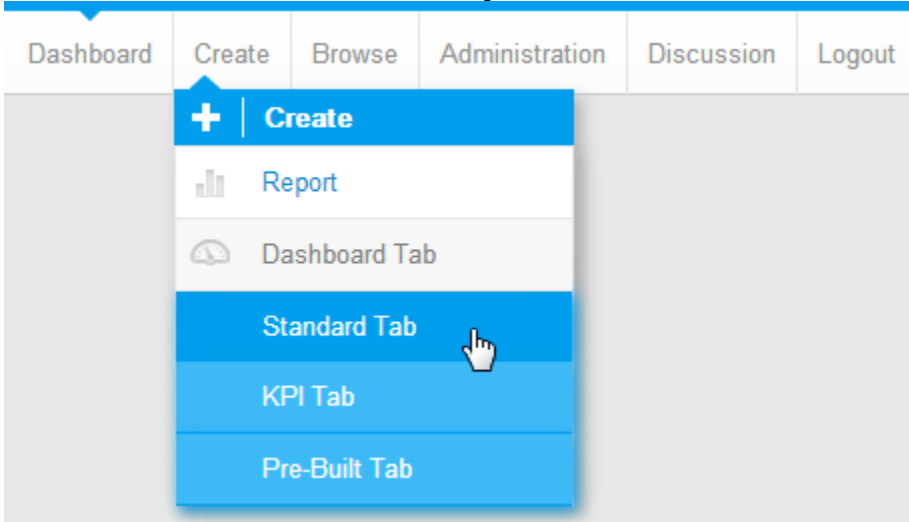 Dashboard Create Browse Administration Discussion Logout
Create
Report
Dashboard Tab
Standard Tab
KPI Tab
Pre-Built Tab